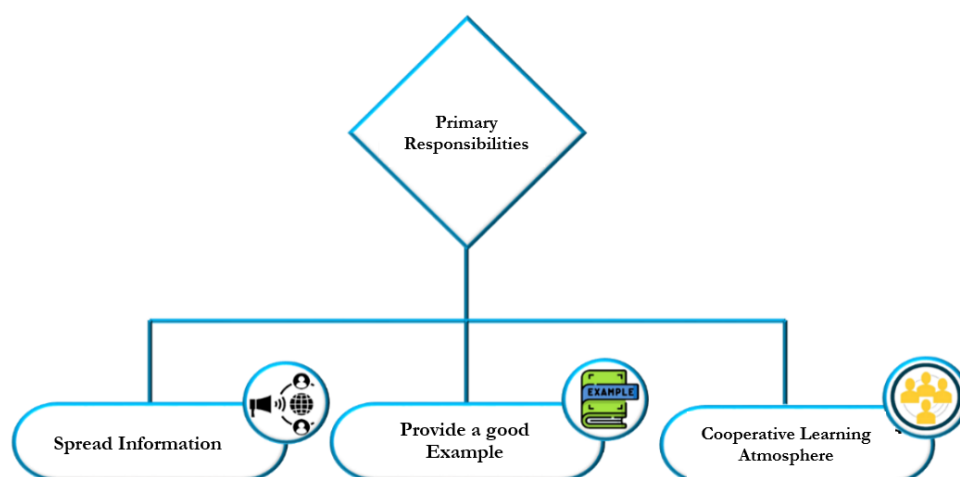 Primary
Responsibilities
Spread Information
Provide a good
Example
EXAMPLE
Cooperative Learning
Atmosphere